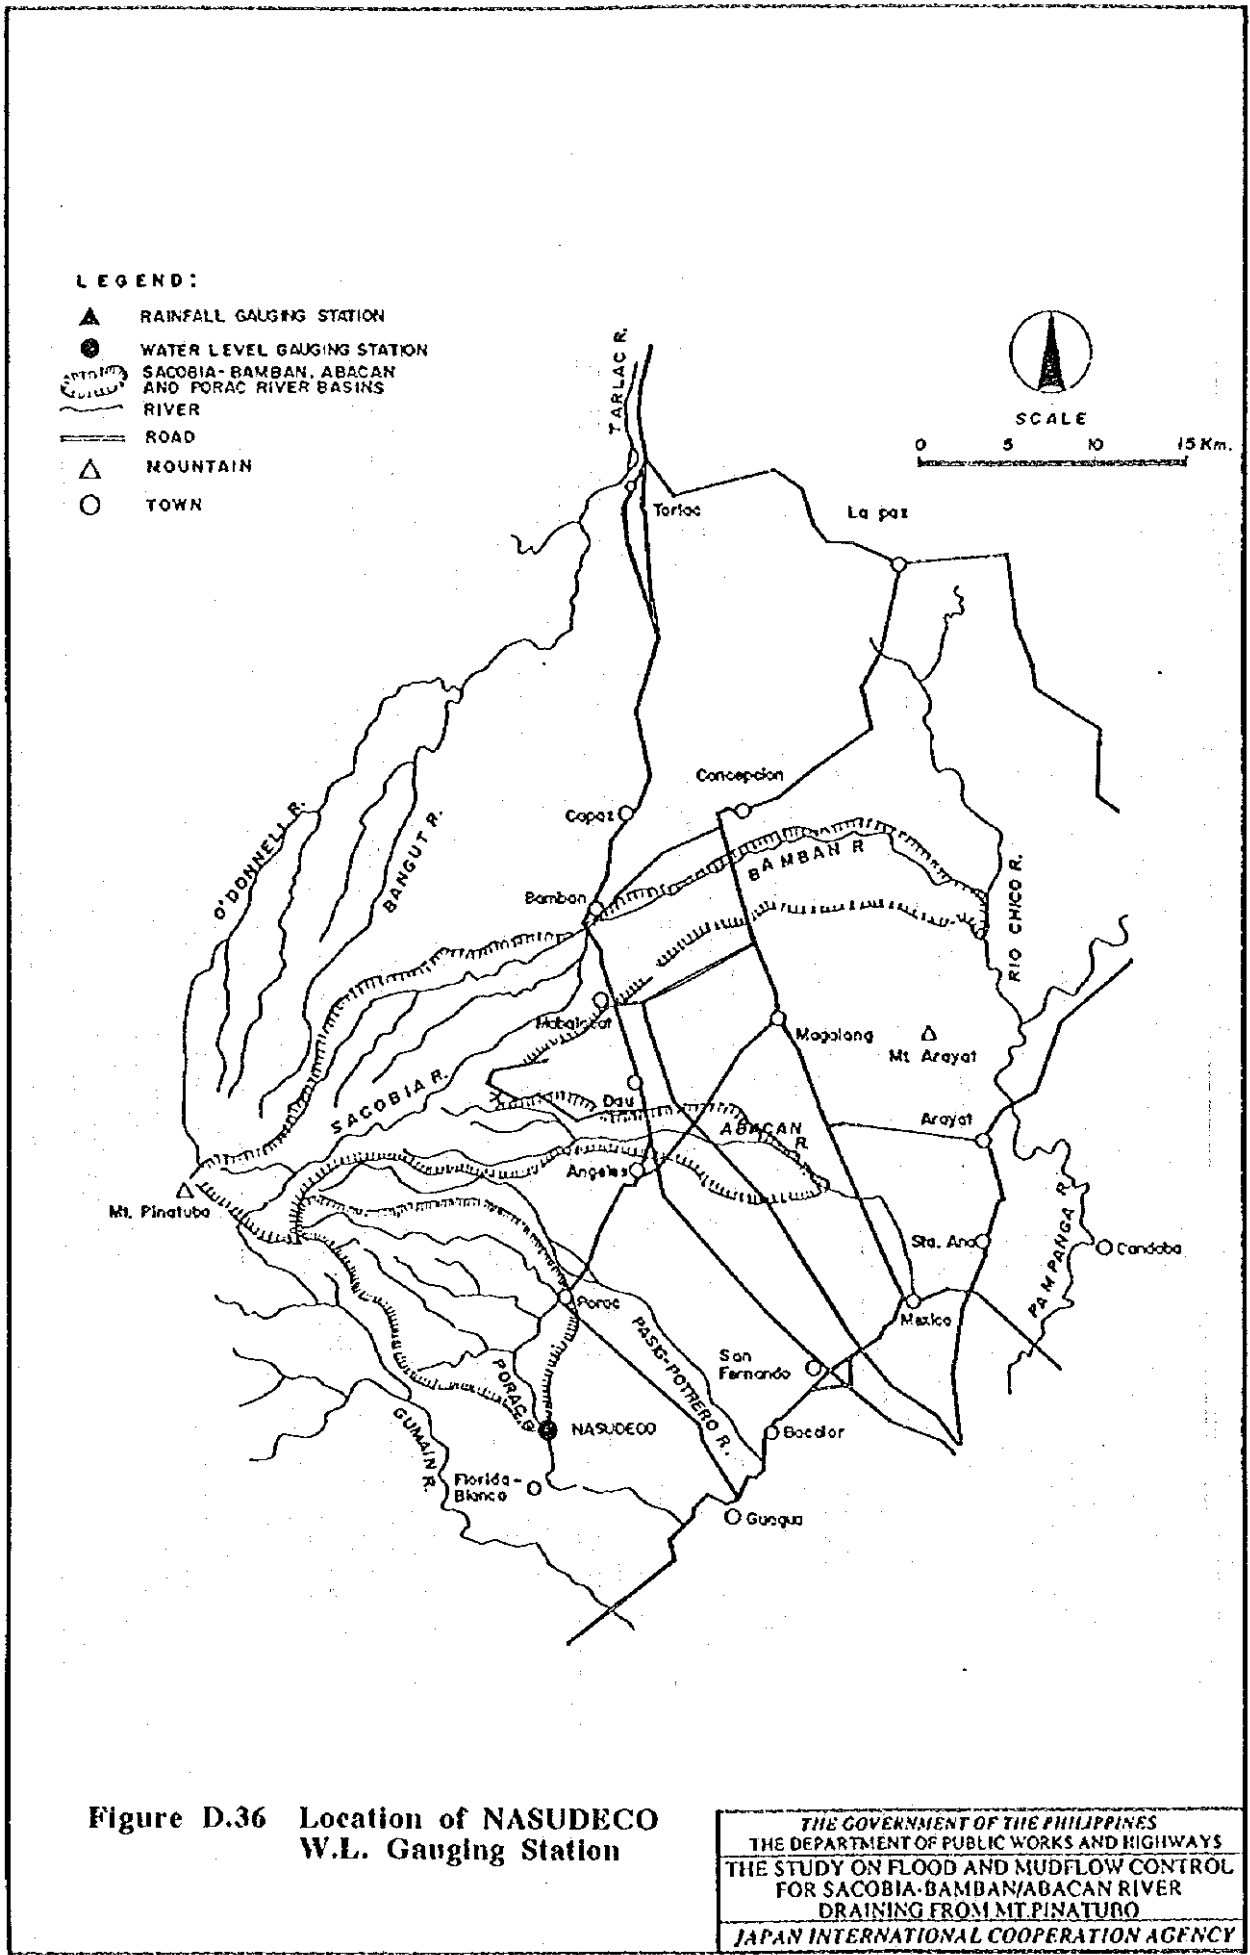 LEGEND:
RAINFALL GAUGING STATION
WATER LEVEL GAUGING STATION
SACOBIA-BAMBAN, ABACAN
AND PORAC RIVER BASINS
RIVER
ROAD
MOUNTAIN
TOWN
SCALE
0 5 10 15 Km.
TARLAC R.
Tarlac
La paz
Concepcion
Capaz
O'DONNELL R.
BANGUT R.
BAMBAN R
Bamban
RIO CHICO R.
Mabalacat
Magalang
Mt. Arayat
SACOBIA R.
Dau
ABACAN
R.
Arayat
Angeles
Mt. Pinatubo
Sta. Ana
PAMPANGA R.
Candaba
Porac
Mexico
PASIG-POTRERO R.
San
Fernando
PORAC R.
GUMAIN R.
NASUDECO
Bacolor
Florida-
Blanca
Guagua
Figure D.36 Location of NASUDECO
W.L. Gauging Station
THE GOVERNMENT OF THE PHILIPPINES
THE DEPARTMENT OF PUBLIC WORKS AND HIGHWAYS
THE STUDY ON FLOOD AND MUDFLOW CONTROL
FOR SACOBIA-BAMBAN/ABACAN RIVER
DRAINING FROM MT.PINATUBO
JAPAN INTERNATIONAL COOPERATION AGENCY